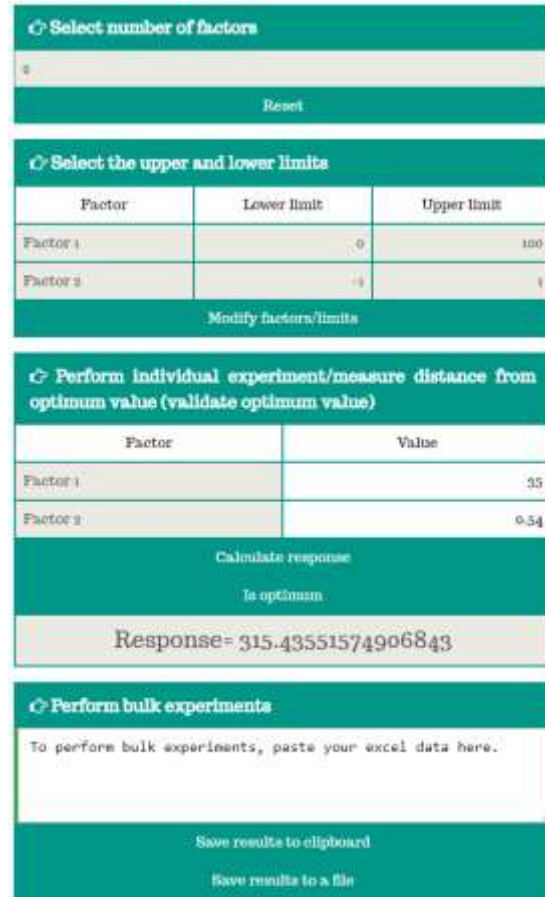 Select number of factors
2
Reset
Select the upper and lower limits
Factor Lower limit Upper limit
Factor 1 0 100
Factor 2 -1 1
Modify factors/limits
Perform individual experiment/measure distance from
optimum value (validate optimum value)
Factor Value
Factor 1 35
Factor 2 0.54
Calculate response
Is optimum
Response= 315.43551574906843
Perform bulk experiments
To perform bulk experiments, paste your excel data here.
Save results to clipboard
Save results to a file